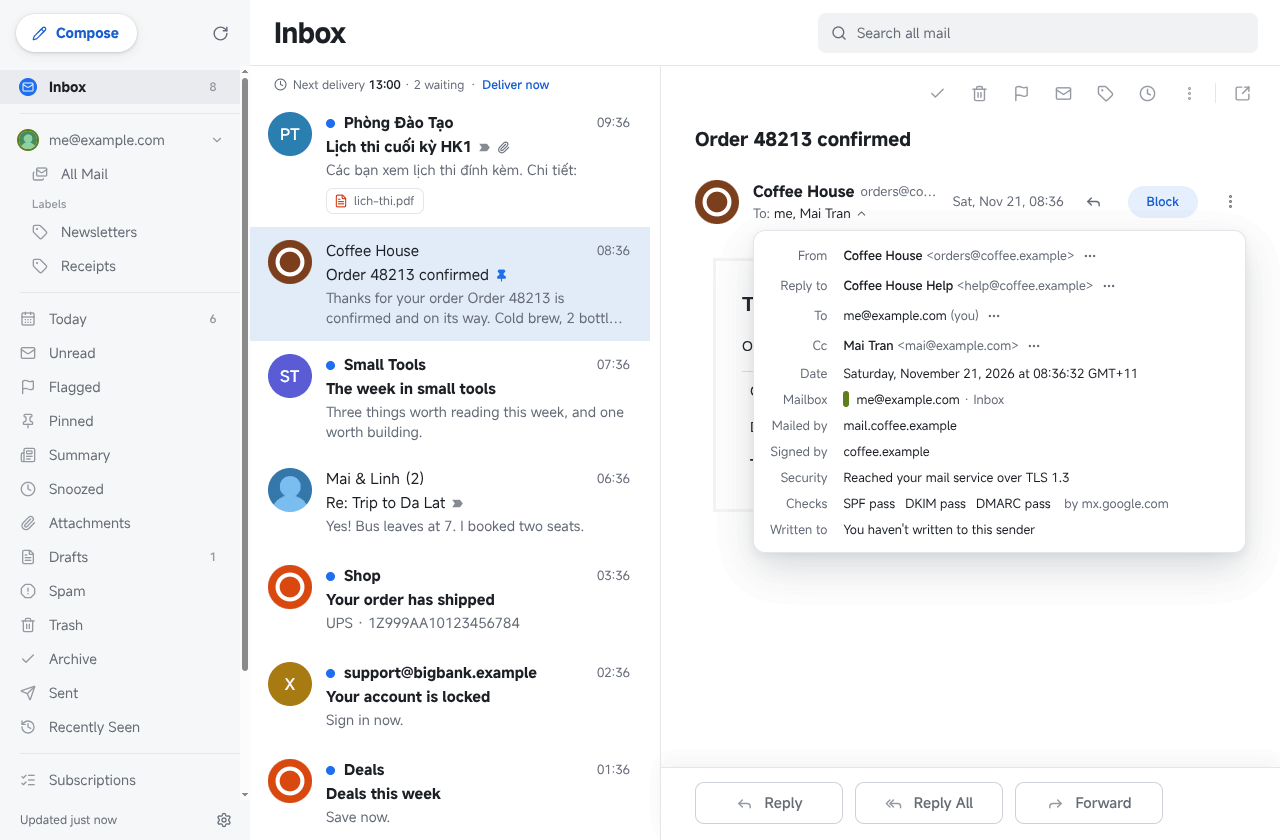 Compose
Inbox
Search all mail
Inbox 8
me@example.com
All Mail
Labels
Newsletters
Receipts
Today 6
Unread
Flagged
Pinned
Summary
Snoozed
Attachments
Drafts 1
Spam
Trash
Archive
Sent
Recently Seen
Subscriptions
Updated just now
Next delivery 13:00 · 2 waiting · Deliver now
PT
Phòng Đào Tạo 09:36
Lịch thi cuối kỳ HK1
Các bạn xem lịch thi đính kèm. Chi tiết:
lich-thi.pdf
Coffee House 08:36
Order 48213 confirmed
Thanks for your order Order 48213 is
confirmed and on its way. Cold brew, 2 bottl…
ST
Small Tools 07:36
The week in small tools
Three things worth reading this week, and one
worth building.
Mai & Linh (2) 06:36
Re: Trip to Da Lat
Yes! Bus leaves at 7. I booked two seats.
Shop 03:36
Your order has shipped
UPS · 1Z999AA10123456784
X
support@bigbank.example 02:36
Your account is locked
Sign in now.
Deals 01:36
Deals this week
Save now.
Order 48213 confirmed
Coffee House orders@co… Sat, Nov 21, 08:36 Block
To: me, Mai Tran
From Coffee House <orders@coffee.example>
Reply to Coffee House Help <help@coffee.example>
To me@example.com (you)
Cc Mai Tran <mai@example.com>
Date Saturday, November 21, 2026 at 08:36:32 GMT+11
Mailbox me@example.com · Inbox
Mailed by mail.coffee.example
Signed by coffee.example
Security Reached your mail service over TLS 1.3
Checks SPF pass DKIM pass DMARC pass by mx.google.com
Written to You haven't written to this sender
Reply
Reply All
Forward